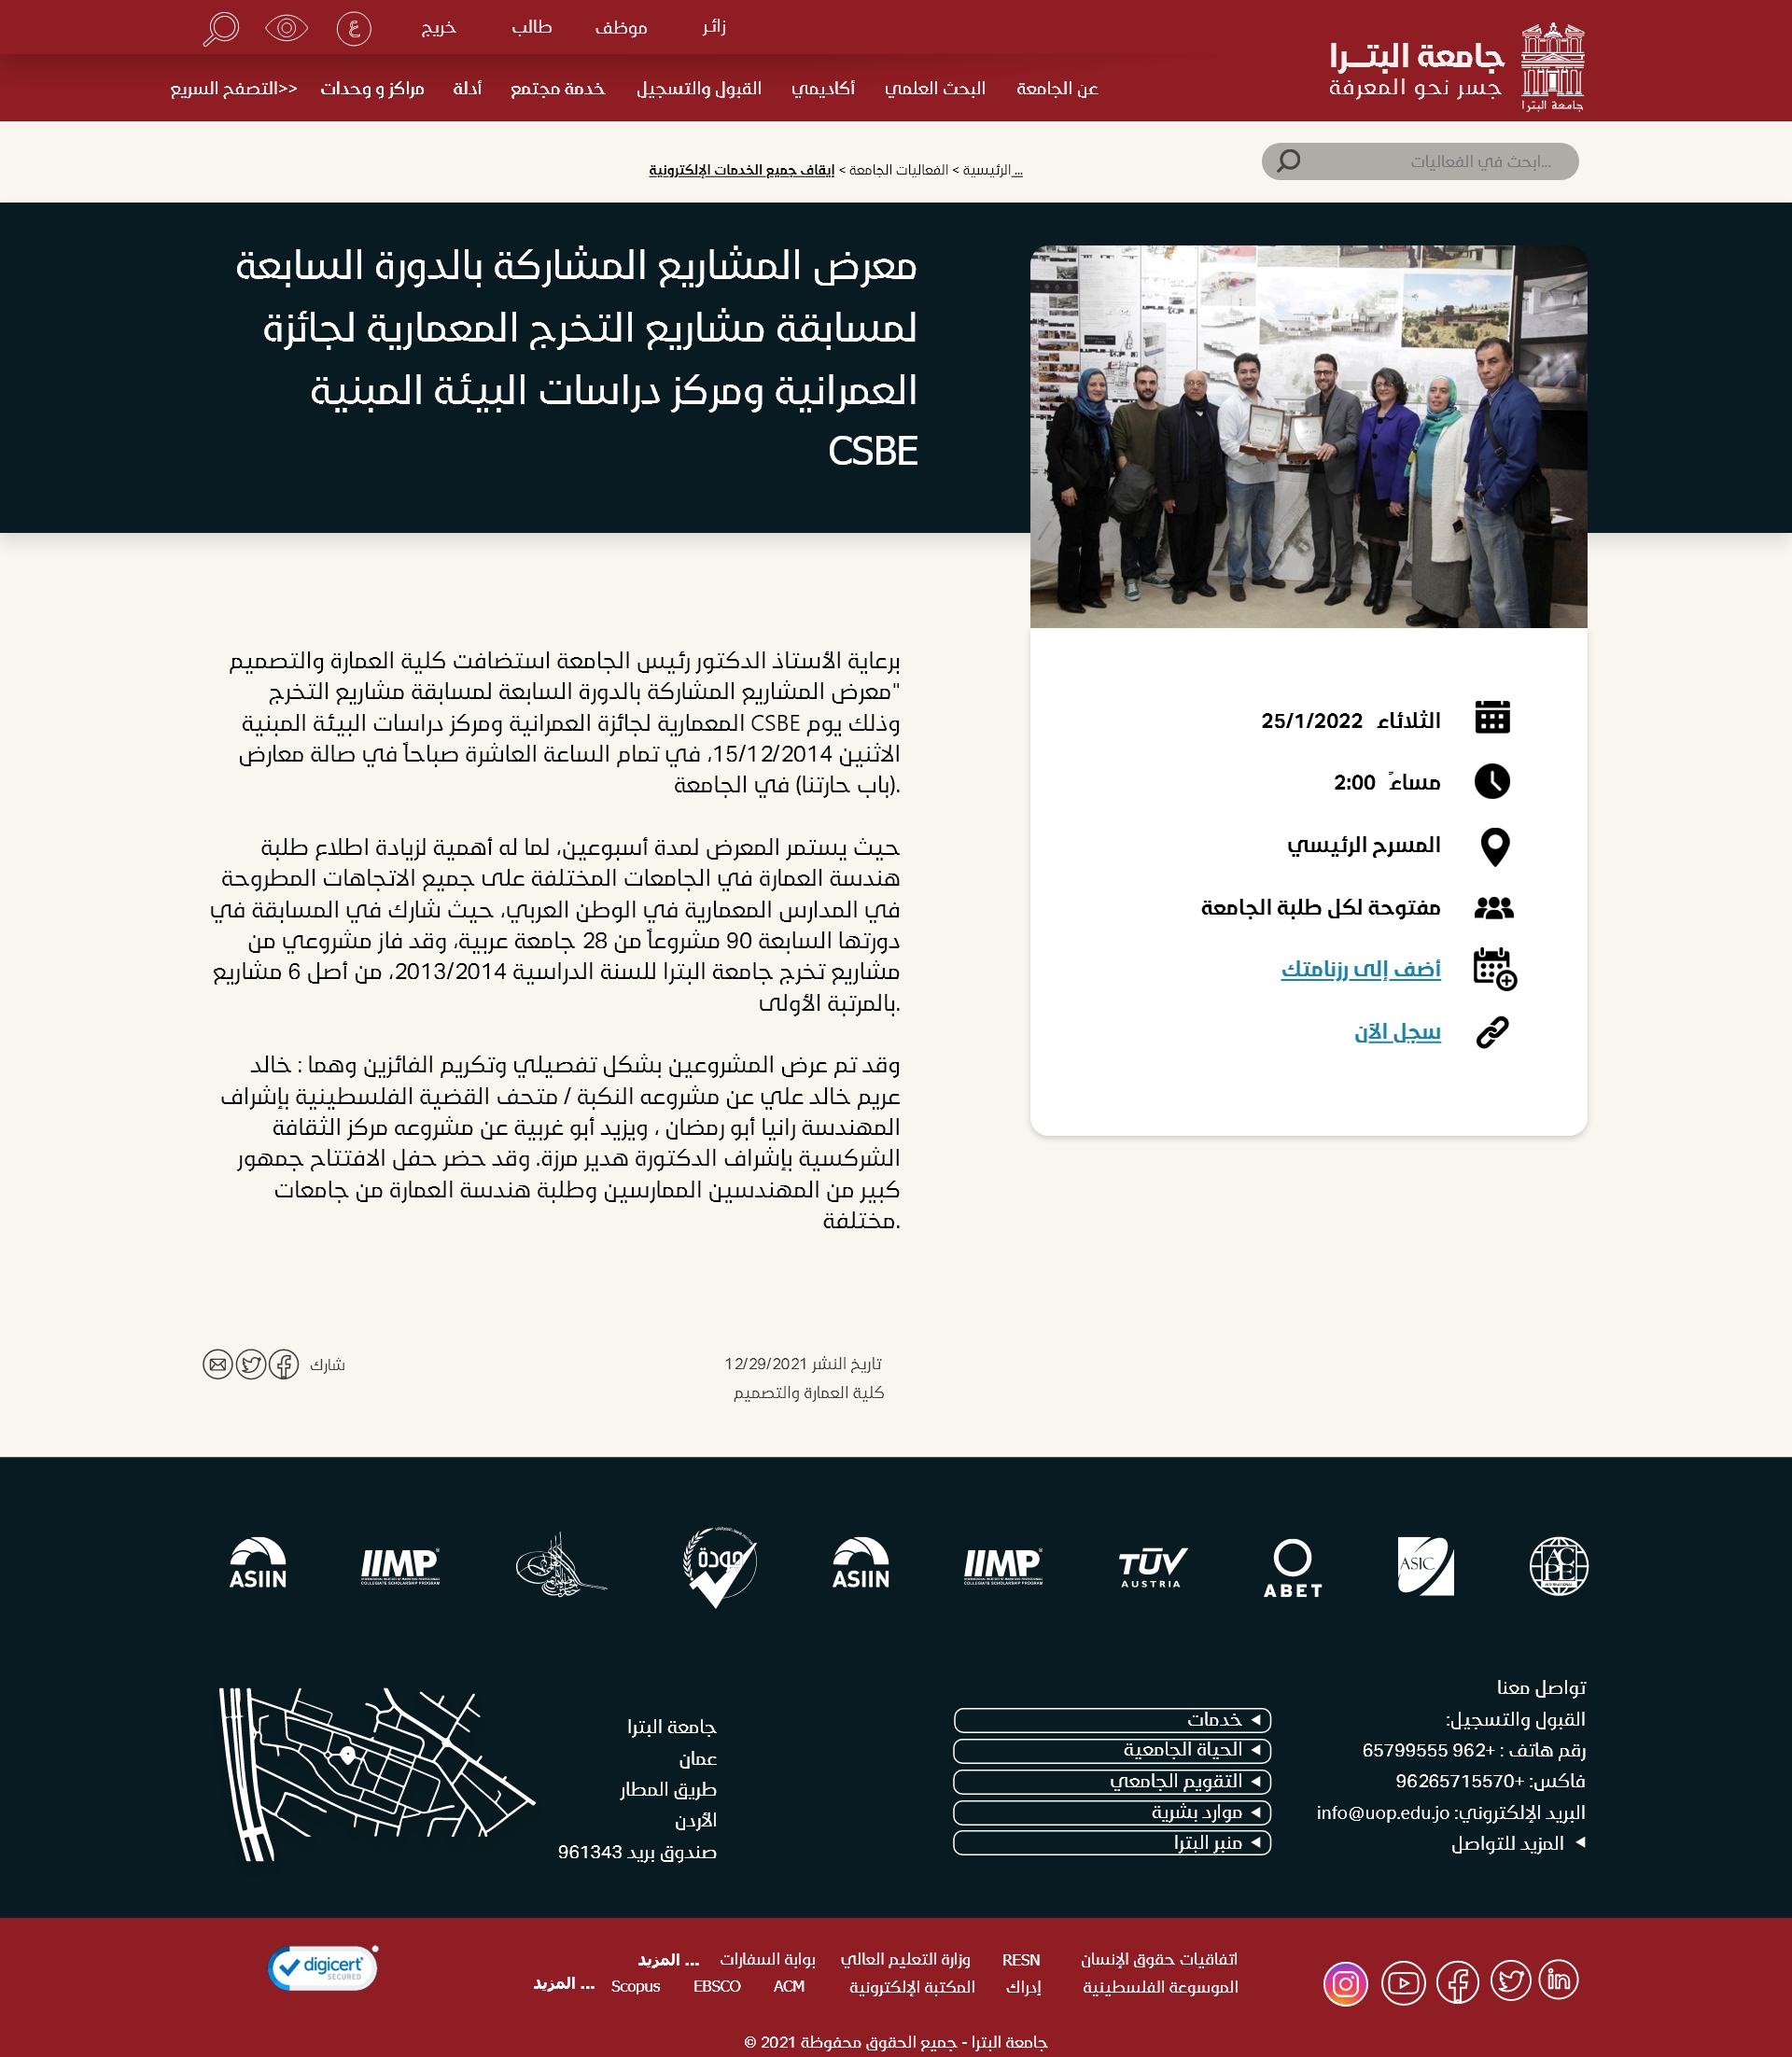 زائر
موظف
طالب
خريج
ع
جامعة البتــرا
جسر نحو المعرفة
جامعة البترا
عن الجامعة
البحث العلمي
أكاديمي
القبول والتسجيل
خدمة مجتمع
أدلة
مراكز و وحدات
التصفح السريع>>
...ابحث في الفعاليات
... الرئيسية > الفعاليات الجامعة > ايقاف جميع الخدمات الإلكترونية
معرض المشاريع المشاركة بالدورة السابعة
لمسابقة مشاريع التخرج المعمارية لجائزة
العمرانية ومركز دراسات البيئة المبنية
CSBE
الثلاثاء 25/1/2022
مساءً 2:00
المسرح الرئيسي
مفتوحة لكل طلبة الجامعة
أضف إلى رزنامتك
سجل الآن
برعاية الأستاذ الدكتور رئيس الجامعة استضافت كلية العمارة والتصميم
"معرض المشاريع المشاركة بالدورة السابعة لمسابقة مشاريع التخرج
وذلك يوم CSBE المعمارية لجائزة العمرانية ومركز دراسات البيئة المبنية
الاثنين 15/12/2014، في تمام الساعة العاشرة صباحاً في صالة معارض
.(باب حارتنا) في الجامعة
حيث يستمر المعرض لمدة أسبوعين، لما له أهمية لزيادة اطلاع طلبة
هندسة العمارة في الجامعات المختلفة على جميع الاتجاهات المطروحة
في المدارس المعمارية في الوطن العربي، حيث شارك في المسابقة في
دورتها السابعة 90 مشروعاً من 28 جامعة عربية، وقد فاز مشروعي من
مشاريع تخرج جامعة البترا للسنة الدراسية 2013/2014، من أصل 6 مشاريع
.بالمرتبة الأولى
وقد تم عرض المشروعين بشكل تفصيلي وتكريم الفائزين وهما : خالد
عريم خالد علي عن مشروعه النكبة / متحف القضية الفلسطينية بإشراف
المهندسة رانيا أبو رمضان ، ويزيد أبو غريبة عن مشروعه مركز الثقافة
الشركسية بإشراف الدكتورة هدير مرزة. وقد حضر حفل الافتتاح جمهور
كبير من المهندسين الممارسين وطلبة هندسة العمارة من جامعات
.مختلفة
تاريخ النشر 12/29/2021
كلية العمارة والتصميم
شارك
ACPE
INTERNATIONAL
ASIC
ABET
TÜV
AUSTRIA
IIMP
COLLEGIATE SCHOLARSHIP PROGRAM
ASIIN
جودة
IIMP
COLLEGIATE SCHOLARSHIP PROGRAM
ASIIN
تواصل معنا
القبول والتسجيل:
رقم هاتف : +962 65799555
فاكس: +96265715570
البريد الإلكتروني: info@uop.edu.jo
المزيد للتواصل
خدمات
الحياة الجامعية
التقويم الجامعي
موارد بشرية
منبر البترا
جامعة البترا
عمان
طريق المطار
الأردن
صندوق بريد 961343
اتفاقيات حقوق الإنسان
RESN
وزارة التعليم العالي
بوابة السفارات
... المزيد
الموسوعة الفلسطينية
إدراك
المكتبة الإلكترونية
ACM
EBSCO
Scopus
... المزيد
digicert
SECURED
جامعة البترا - جميع الحقوق محفوظة 2021 ©